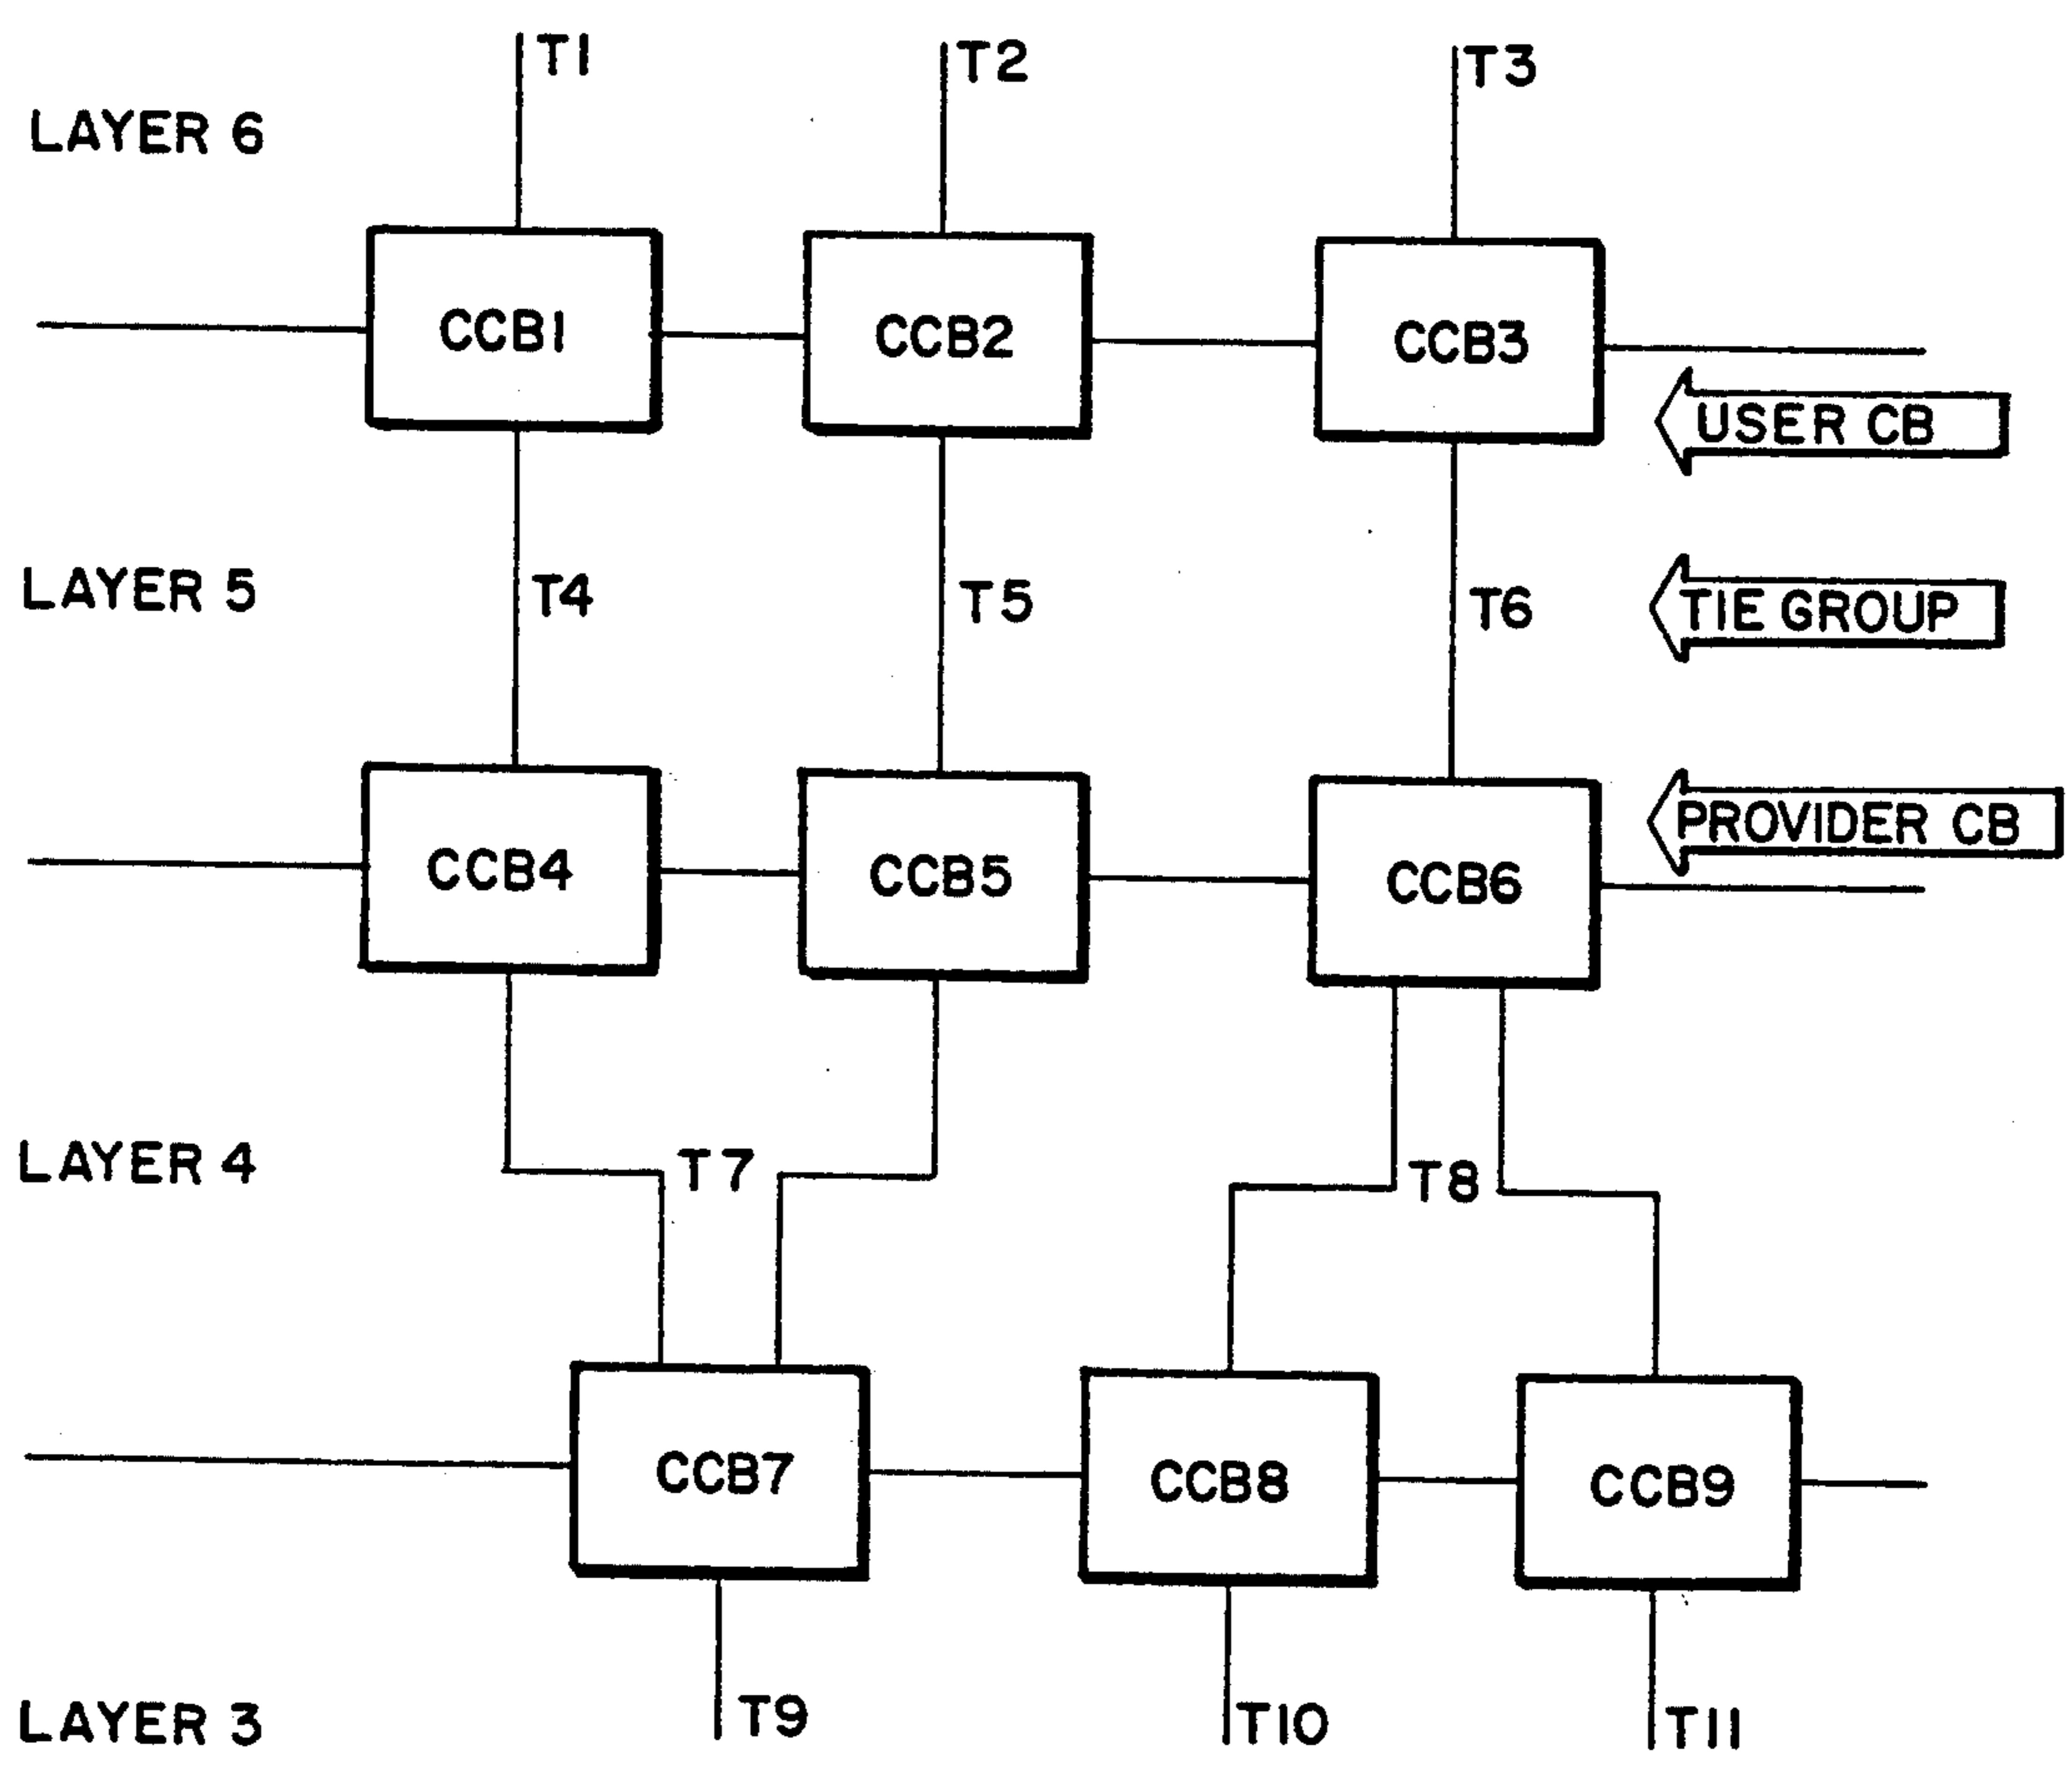 T1
T2
T3
LAYER 6
CCB1
CCB2
CCB3
USER CB
LAYER 5
T4
T5
T6
TIE GROUP
PROVIDER CB
CCB4
CCB5
CCB6
LAYER 4
T7
T8
CCB7
CCB8
CCB9
LAYER 3
T9
T10
T11